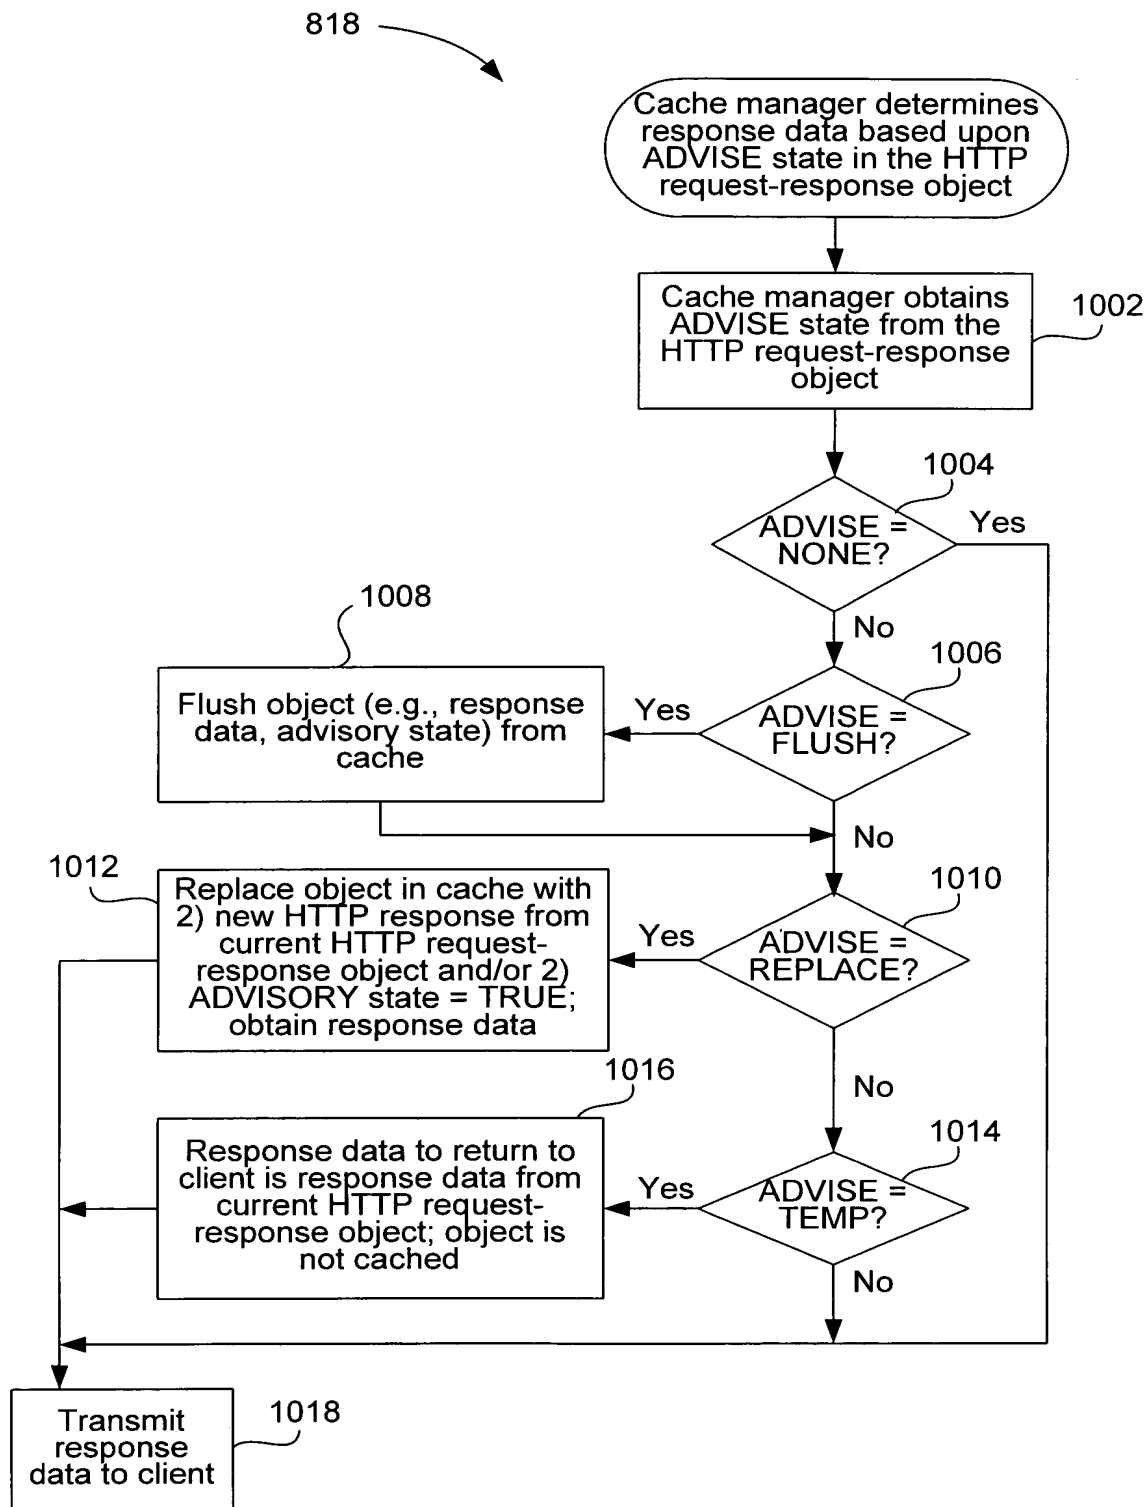 818
Cache manager determines
response data based upon
ADVISE state in the HTTP
request-response object
Cache manager obtains
ADVISE state from the
HTTP request-response
object
1002
1004
ADVISE =
NONE?
Yes
No
1006
ADVISE =
FLUSH?
Yes
1008
Flush object (e.g., response
data, advisory state) from
cache
No
1010
ADVISE =
REPLACE?
Yes
1012
Replace object in cache with
2) new HTTP response from
current HTTP request-
response object and/or 2)
ADVISORY state = TRUE;
obtain response data
No
1014
ADVISE =
TEMP?
Yes
1016
Response data to return to
client is response data from
current HTTP request-
response object; object is
not cached
No
Transmit
response
data to client
1018